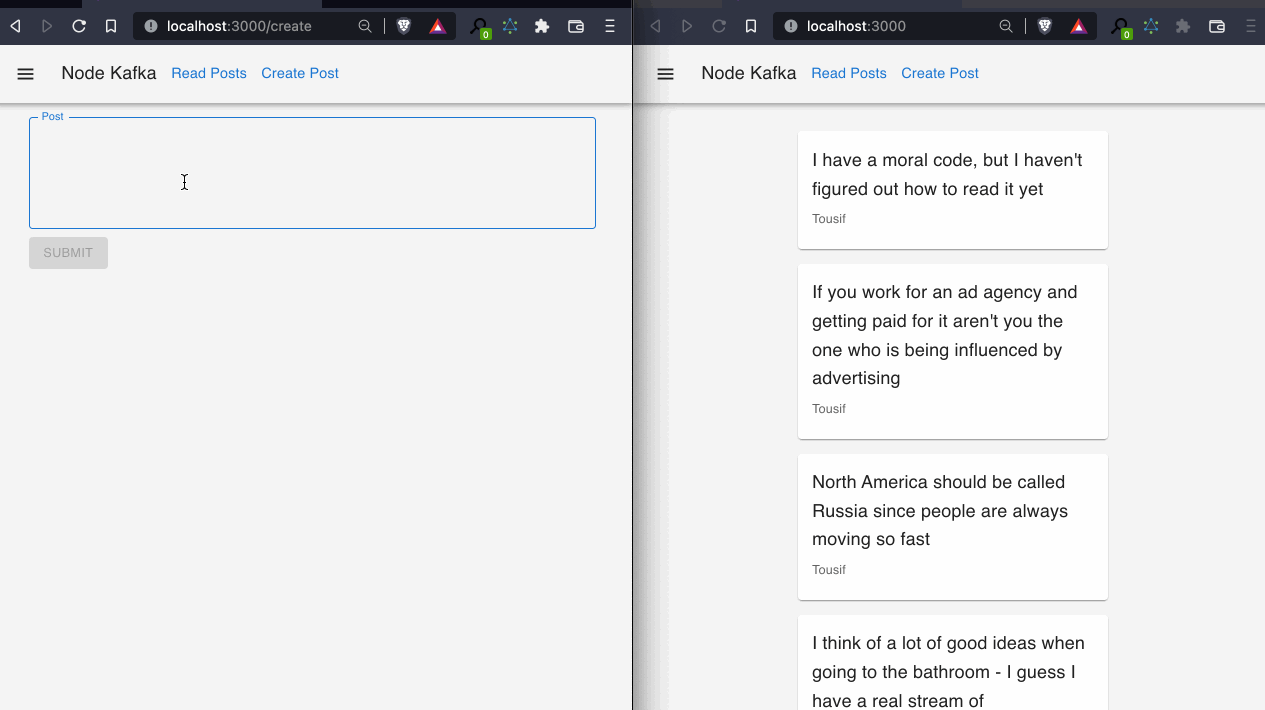 localhost:3000/create
0
Node Kafka Read Posts Create Post
Post
SUBMIT
localhost:3000
0
Node Kafka Read Posts Create Post
I have a moral code, but I haven't
figured out how to read it yet
Tousif
If you work for an ad agency and
getting paid for it aren't you the
one who is being influenced by
advertising
Tousif
North America should be called
Russia since people are always
moving so fast
Tousif
I think of a lot of good ideas when
going to the bathroom - I guess I
have a real stream of